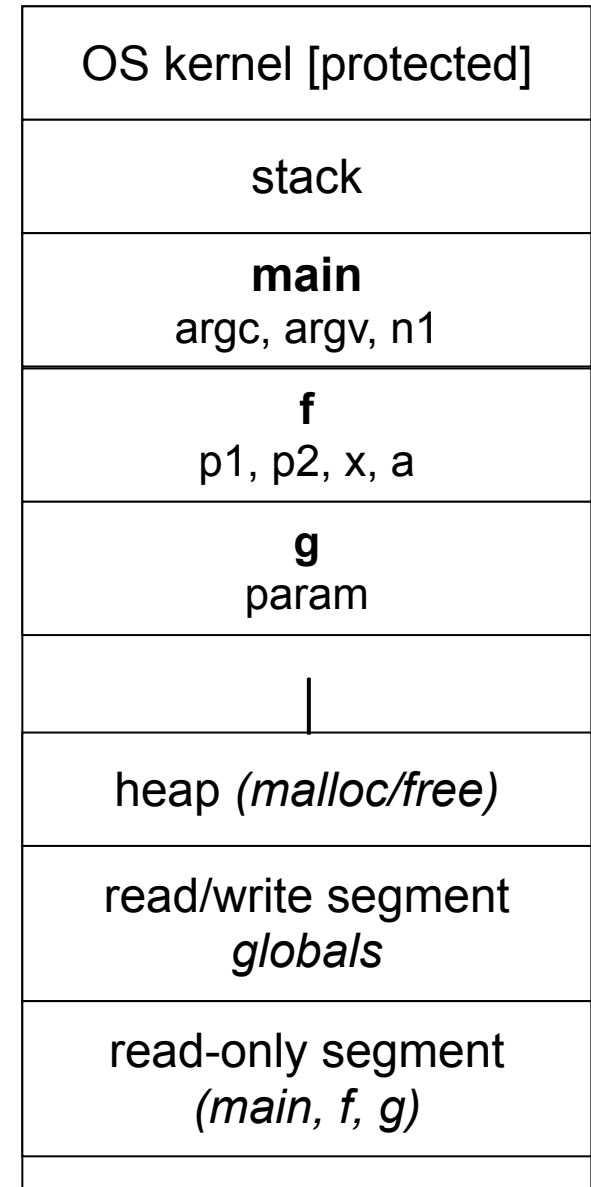 OS kernel [protected]
stack
main
argc, argv, n1
f
p1, p2, x, a
g
param
heap (malloc/free)
read/write segment
globals
read-only segment
(main, f, g)